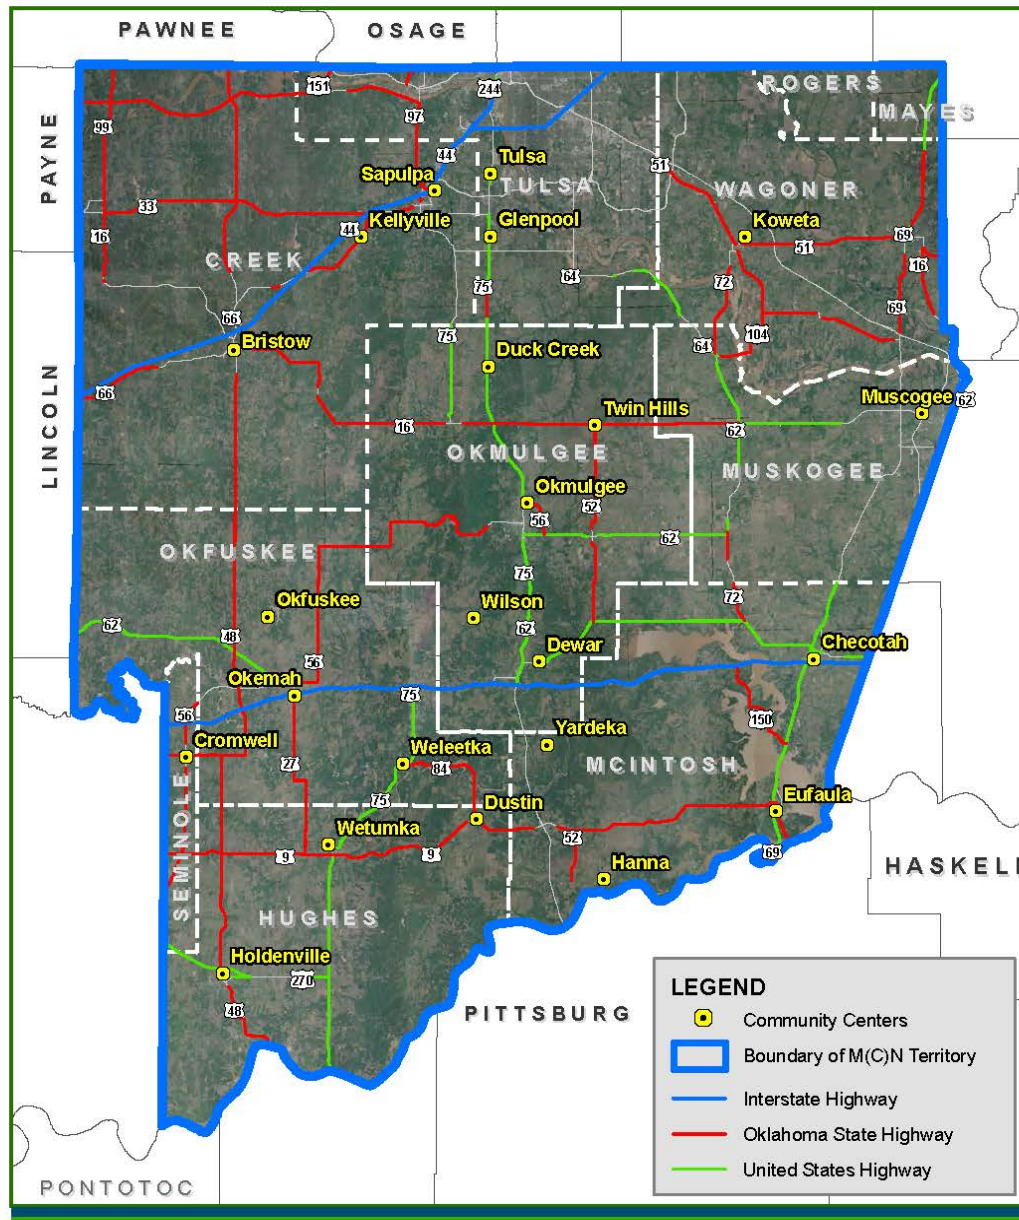 PAWNEE
OSAGE
ROGERS
MAYES
151
244
99
97
PAYNE
44
Tulsa
Sapulpa
TULSA
51
WAGONER
33
Kellyville
Glenpool
Koweta
16
44
51
69
CREEK
64
16
75
72
69
66
75
104
Bristow
64
Duck Creek
66
LINCOLN
Muscogee
62
Twin Hills
16
62
OKMULGEE
MUSKOGEE
Okmulgee
52
56
62
OKFUSKEE
75
72
Okfuskee
Wilson
62
48
62
Dewar
Checotah
56
Okemah
75
56
150
Yardeka
Cromwell
Weleetka
27
84
MCINTOSH
75
Dustin
Eufaula
SEMINOLE
Wetumka
52
9
9
69
Hanna
HASKELL
HUGHES
Holdenville
270
48
PITTSBURG
PONTOTOC
LEGEND
Community Centers
Boundary of M(C)N Territory
Interstate Highway
Oklahoma State Highway
United States Highway